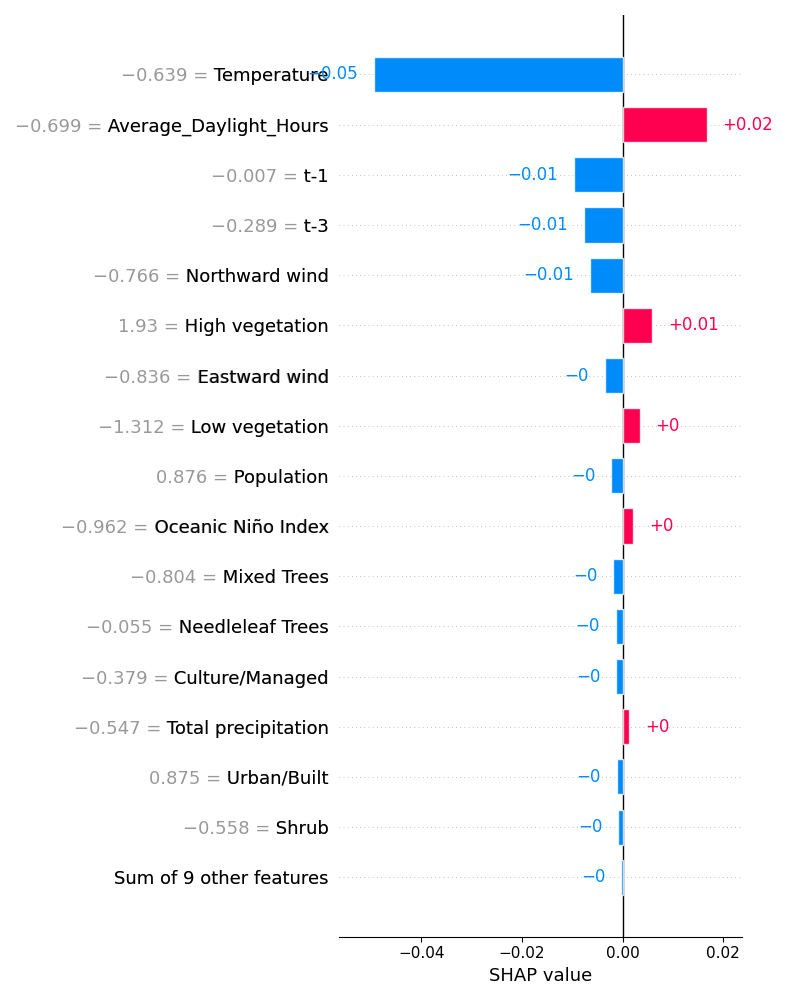 −0.639 = Temperature −0.05
−0.699 = Average_Daylight_Hours +0.02
−0.007 = t-1 −0.01
−0.289 = t-3 −0.01
−0.766 = Northward wind −0.01
1.93 = High vegetation +0.01
−0.836 = Eastward wind −0
−1.312 = Low vegetation +0
0.876 = Population −0
−0.962 = Oceanic Niño Index +0
−0.804 = Mixed Trees −0
−0.055 = Needleleaf Trees −0
−0.379 = Culture/Managed −0
−0.547 = Total precipitation +0
0.875 = Urban/Built −0
−0.558 = Shrub −0
Sum of 9 other features −0
−0.04 −0.02 0.00 0.02
SHAP value